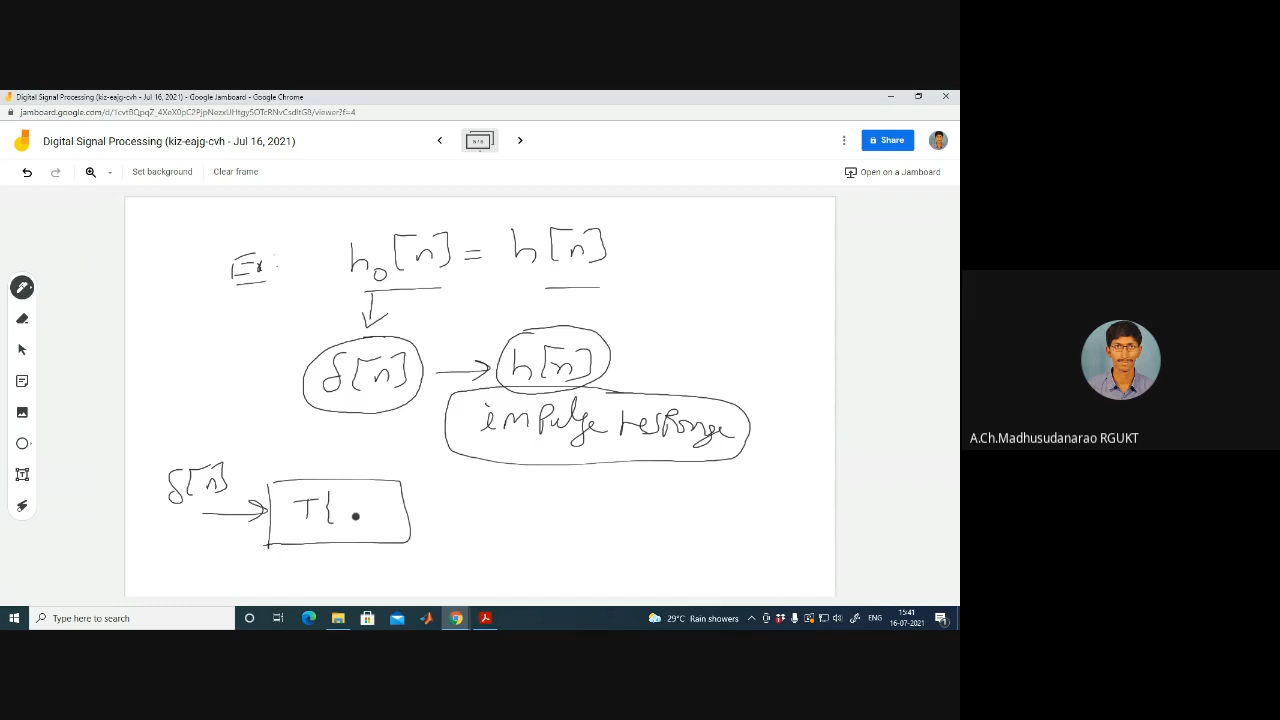 Digital Signal Processing (kiz-eajg-cvh - Jul 16, 2021) - Google Jamboard - Google Chrome
Digital Signal Processing (kiz-eajg-cvh - Jul 16, 2021)
Share
Set background
Clear frame
Open on a Jamboard
Ex: h₀[n] = h[n]
δ[n] → h[n]
impulse response
δ[n]
T{
A.Ch.Madhusudanarao RGUKT
Type here to search
29°C Rain showers
ENG
15:41
16-07-2021